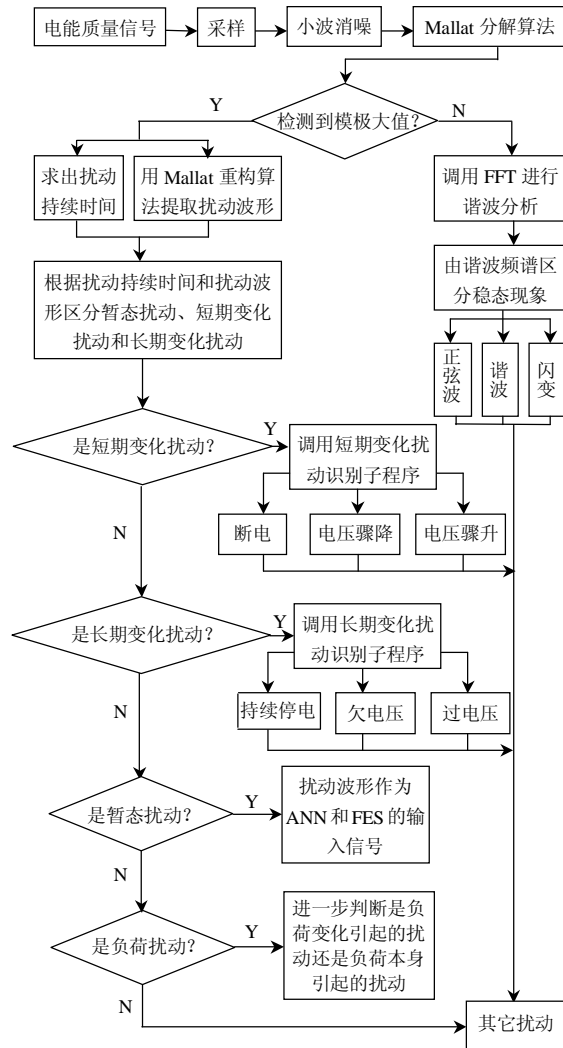 电能质量信号
采样
小波消噪
Mallat 分解算法
检测到模极大值?
Y
N
求出扰动
持续时间
用 Mallat 重构算
法提取扰动波形
调用 FFT 进行
谐波分析
根据扰动持续时间和扰动波
形区分暂态扰动、短期变化
扰动和长期变化扰动
由谐波频谱区
分稳态现象
正弦波
谐波
闪变
是短期变化扰动?
Y
调用短期变化扰
动识别子程序
断电
电压骤降
电压骤升
N
是长期变化扰动?
Y
调用长期变化扰
动识别子程序
持续停电
欠电压
过电压
N
是暂态扰动?
Y
扰动波形作为
ANN 和 FES 的输
入信号
N
是负荷扰动?
Y
进一步判断是负
荷变化引起的扰
动还是负荷本身
引起的扰动
N
其它扰动